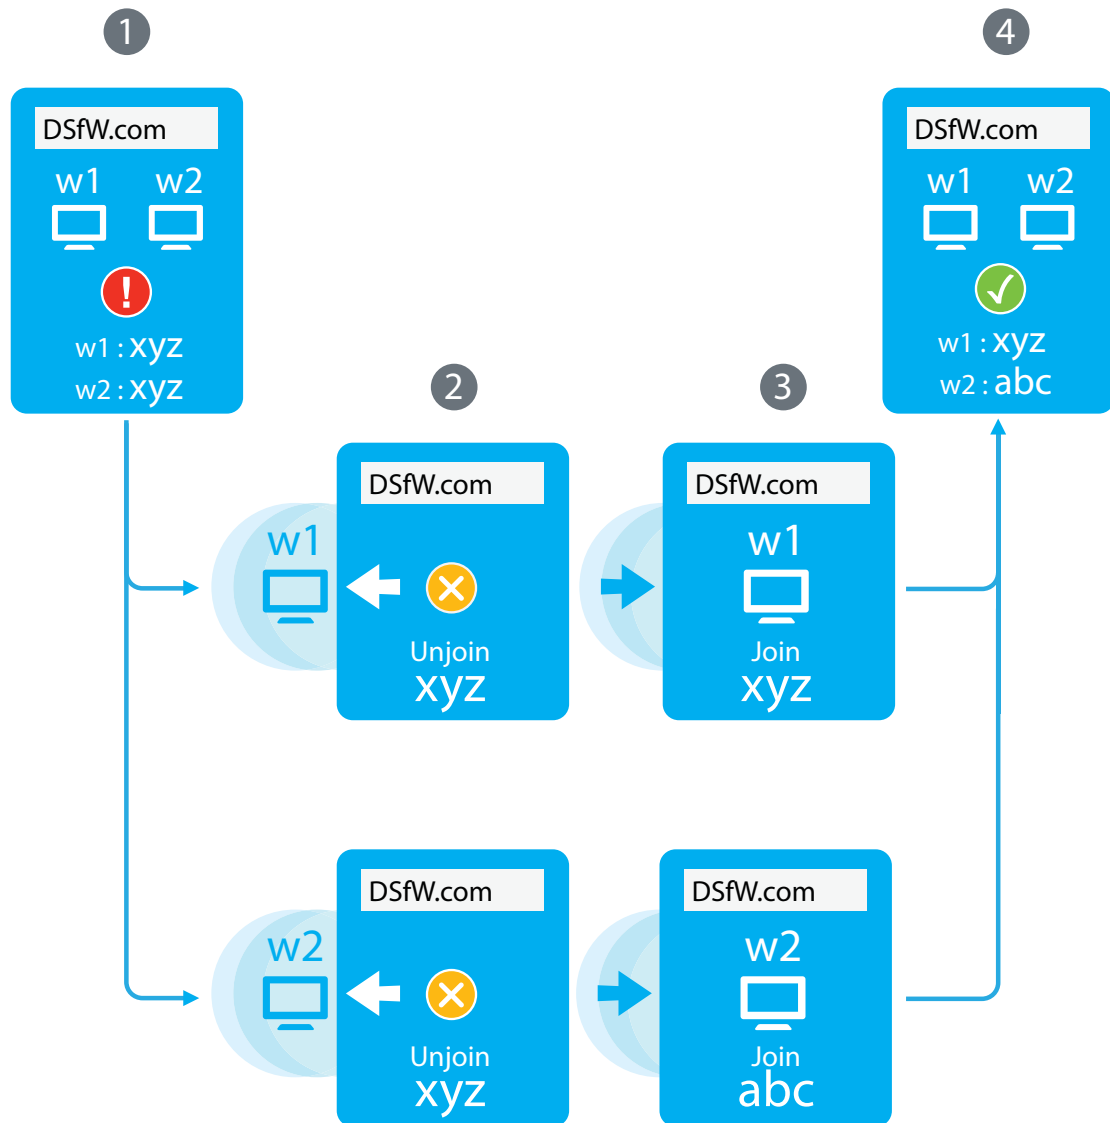 1
DSfW.com
w1 w2
!
w1 : xyz
w2 : xyz
2
DSfW.com
w1
Unjoin
xyz
3
DSfW.com
w1
Join
xyz
4
DSfW.com
w1 w2
w1 : xyz
w2 : abc
DSfW.com
w2
Unjoin
xyz
DSfW.com
w2
Join
abc